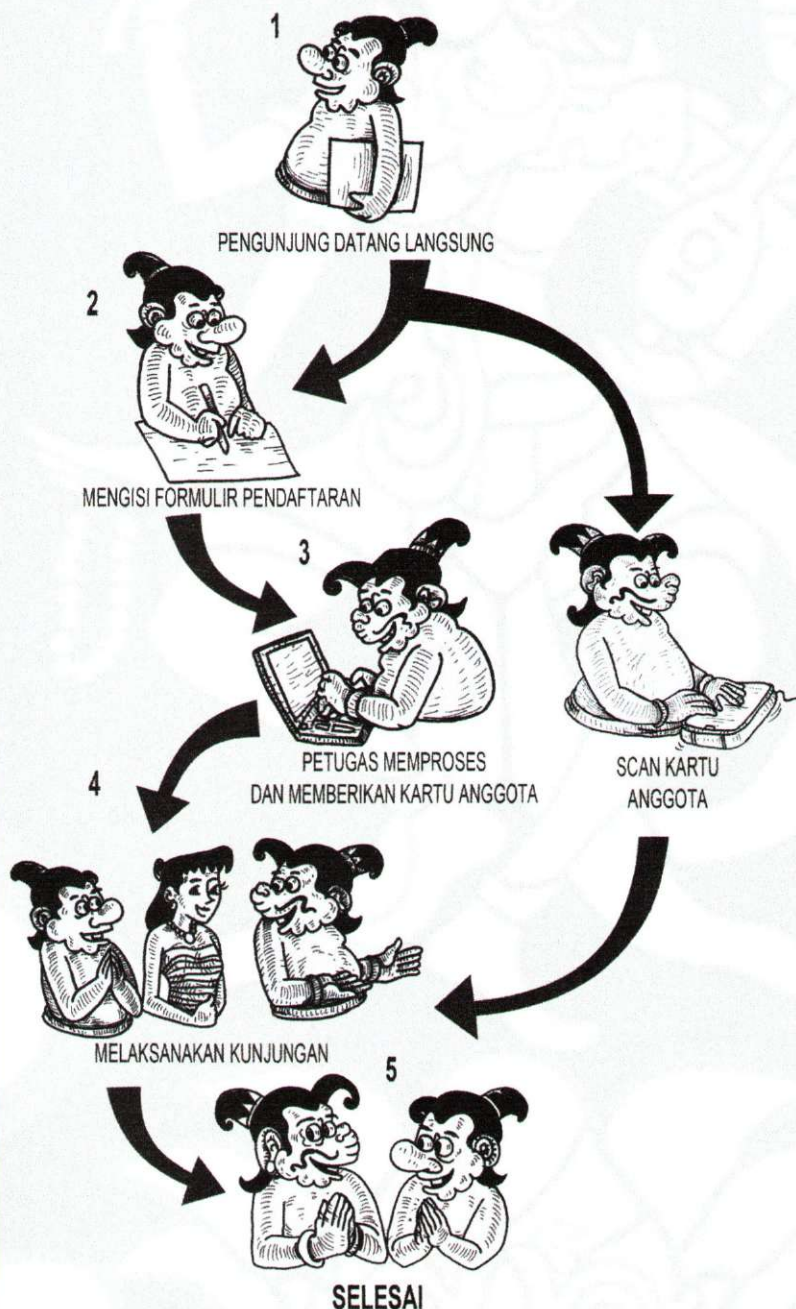 1
PENGUNJUNG DATANG LANGSUNG
2
MENGISI FORMULIR PENDAFTARAN
3
PETUGAS MEMPROSES
DAN MEMBERIKAN KARTU ANGGOTA
SCAN KARTU
ANGGOTA
4
MELAKSANAKAN KUNJUNGAN
5
SELESAI